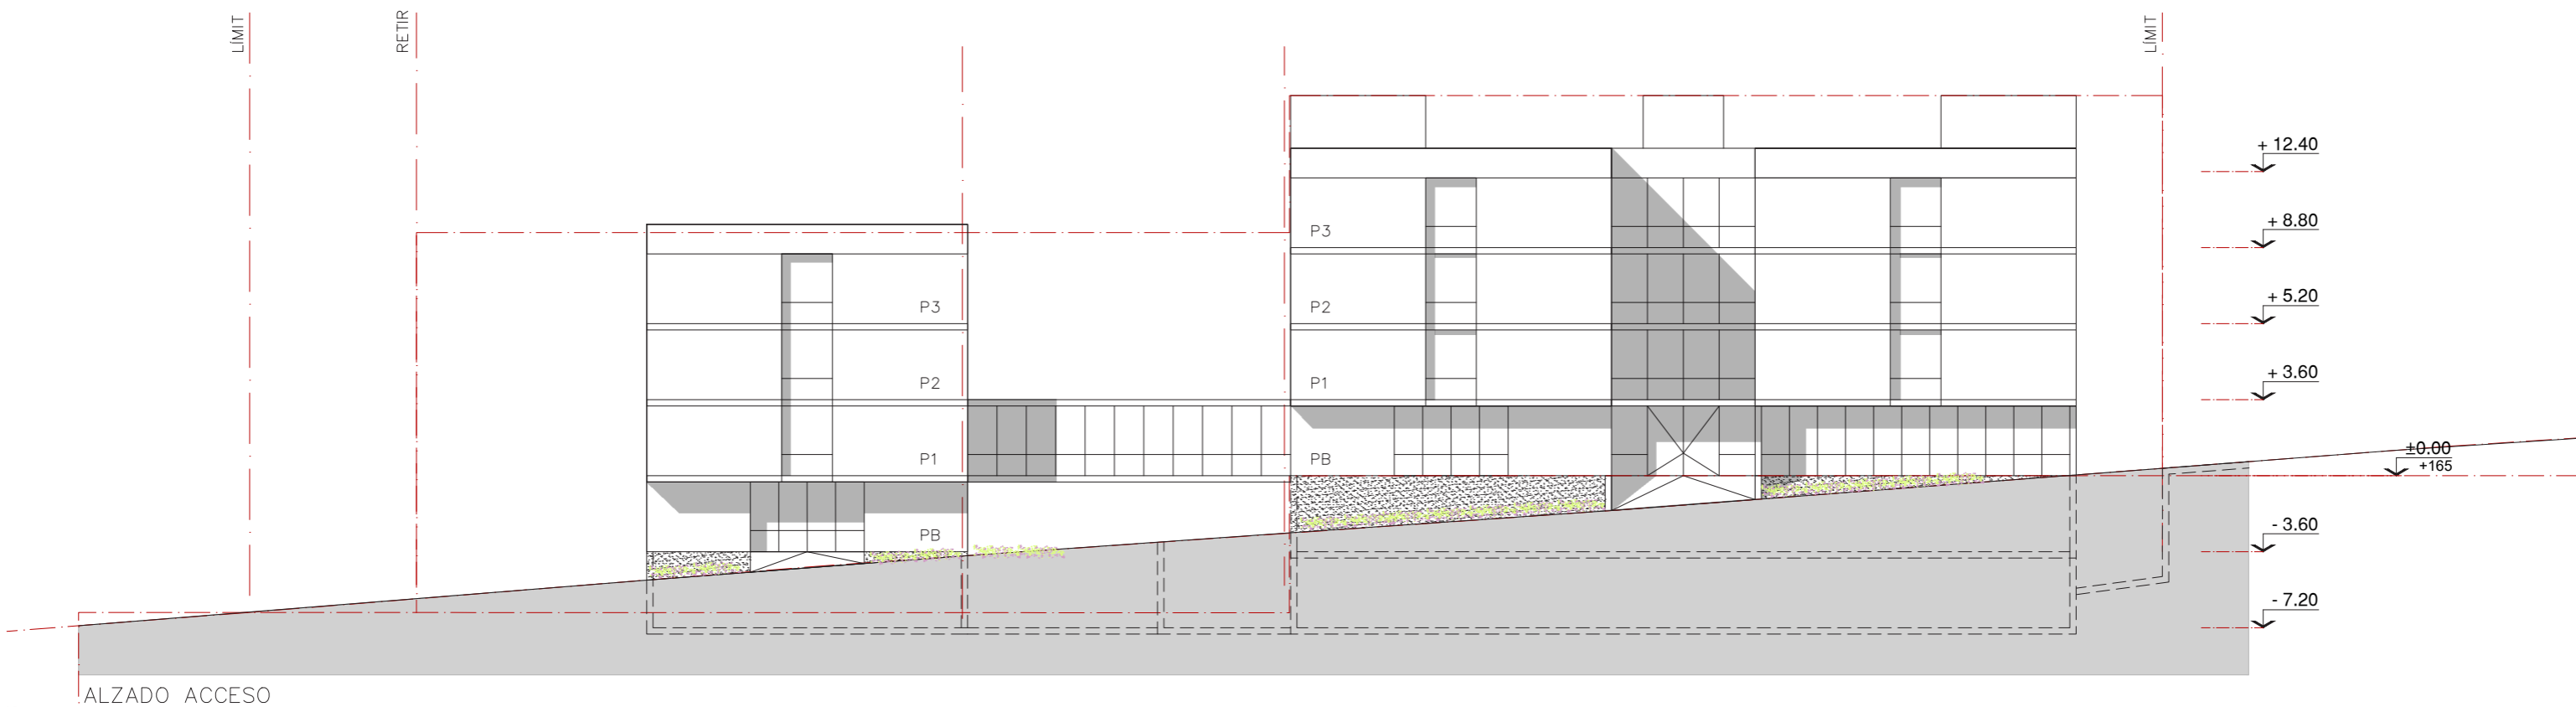 LÍMIT
RETIR
LÍMIT
+ 12.40
+ 8.80
+ 5.20
+ 3.60
±0.00
+165
- 3.60
- 7.20
P3
P2
P1
PB
P3
P2
P1
PB
ALZADO ACCESO